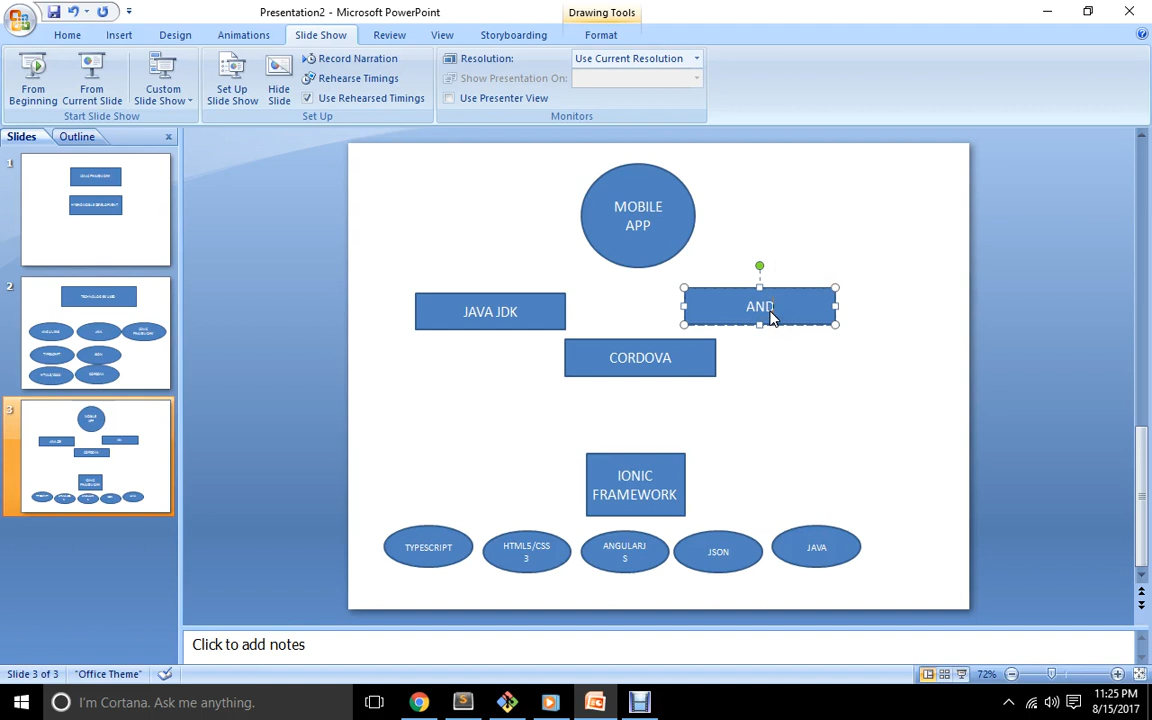 Presentation2 - Microsoft PowerPoint
Drawing Tools
Home Insert Design Animations Slide Show Review View Storyboarding Format
From Beginning
From Current Slide
Custom Slide Show
Start Slide Show
Set Up Slide Show
Hide Slide
Record Narration
Rehearse Timings
Use Rehearsed Timings
Set Up
Resolution: Use Current Resolution
Show Presentation On:
Use Presenter View
Monitors
Slides Outline
1
2
3
MOBILE
APP
JAVA JDK
AND
CORDOVA
IONIC
FRAMEWORK
TYPESCRIPT
HTML5/CSS
3
ANGULARJ
S
JSON
JAVA
Click to add notes
Slide 3 of 3 "Office Theme" 72%
I'm Cortana. Ask me anything.
11:25 PM
8/15/2017